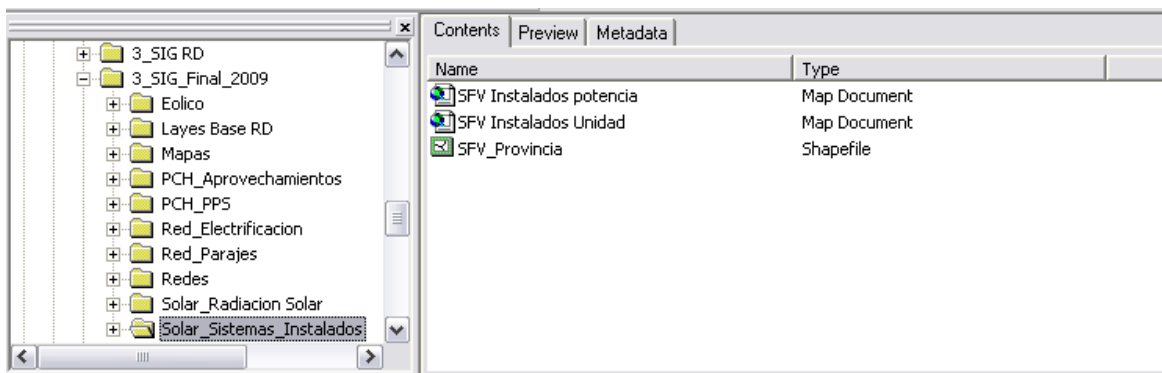 3_SIG RD
3_SIG_Final_2009
Eolico
Layes Base RD
Mapas
PCH_Aprovechamientos
PCH_PPS
Red_Electrificacion
Red_Parajes
Redes
Solar_Radiacion Solar
Solar_Sistemas_Instalados
Contents Preview Metadata
Name Type
SFV Instalados potencia Map Document
SFV Instalados Unidad Map Document
SFV_Provincia Shapefile